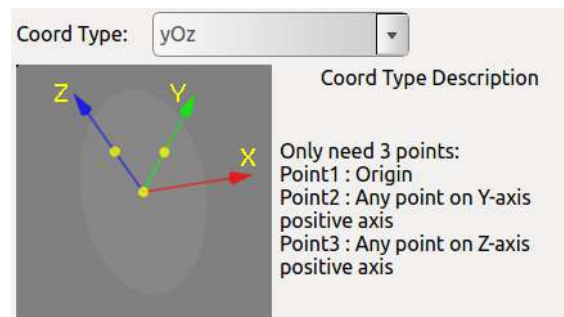 Coord Type: yOz
Coord Type Description
Z
Y
X
Only need 3 points:
Point1 : Origin
Point2 : Any point on Y-axis
positive axis
Point3 : Any point on Z-axis
positive axis